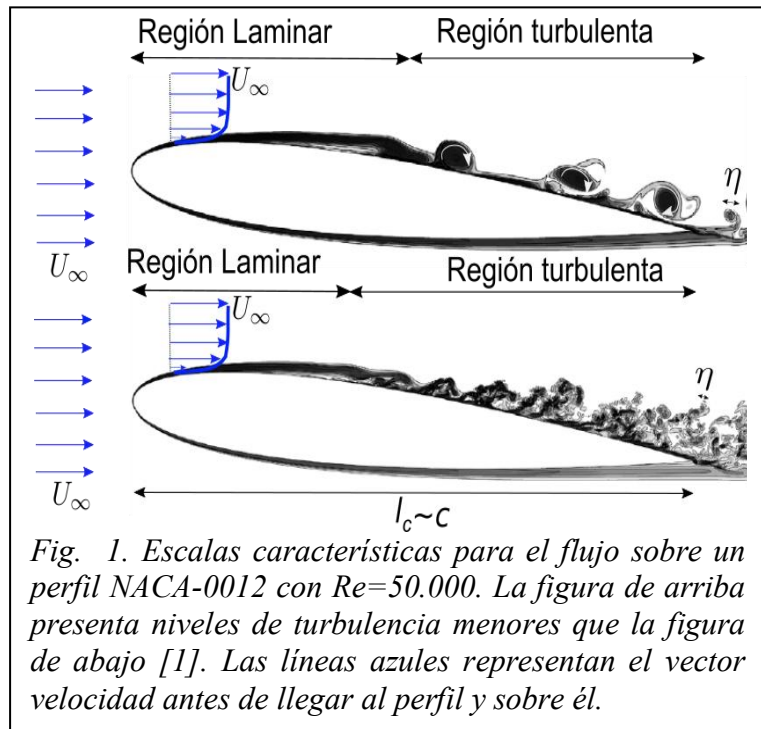 Región Laminar Región turbulenta
U∞
η
U∞
Región Laminar Región turbulenta
U∞
η
U∞
lc~c
Fig. 1. Escalas características para el flujo sobre un
perfil NACA-0012 con Re=50.000. La figura de arriba
presenta niveles de turbulencia menores que la figura
de abajo [1]. Las líneas azules representan el vector
velocidad antes de llegar al perfil y sobre él.